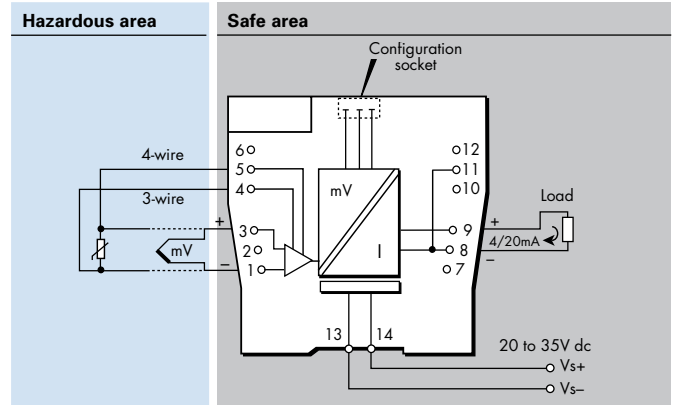 Hazardous area
Safe area
Configuration
socket
4-wire
3-wire
6
5
4
3
2
1
+
–
mV
mV
I
12
11
10
9
8
7
Load
+
4/20mA
–
13
14
20 to 35V dc
Vs+
Vs–